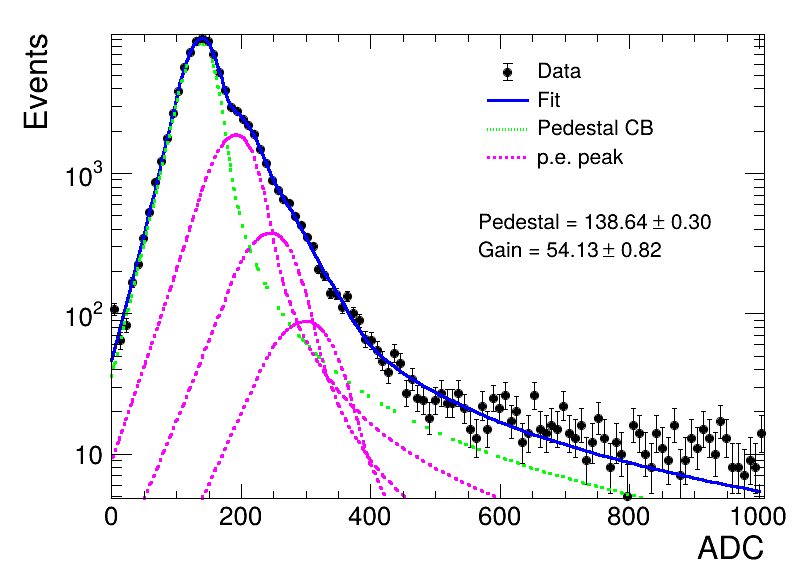 Events
10³
10²
10
Data
Fit
Pedestal CB
p.e. peak
Pedestal = 138.64 ± 0.30
Gain = 54.13 ± 0.82
0 200 400 600 800 1000
ADC